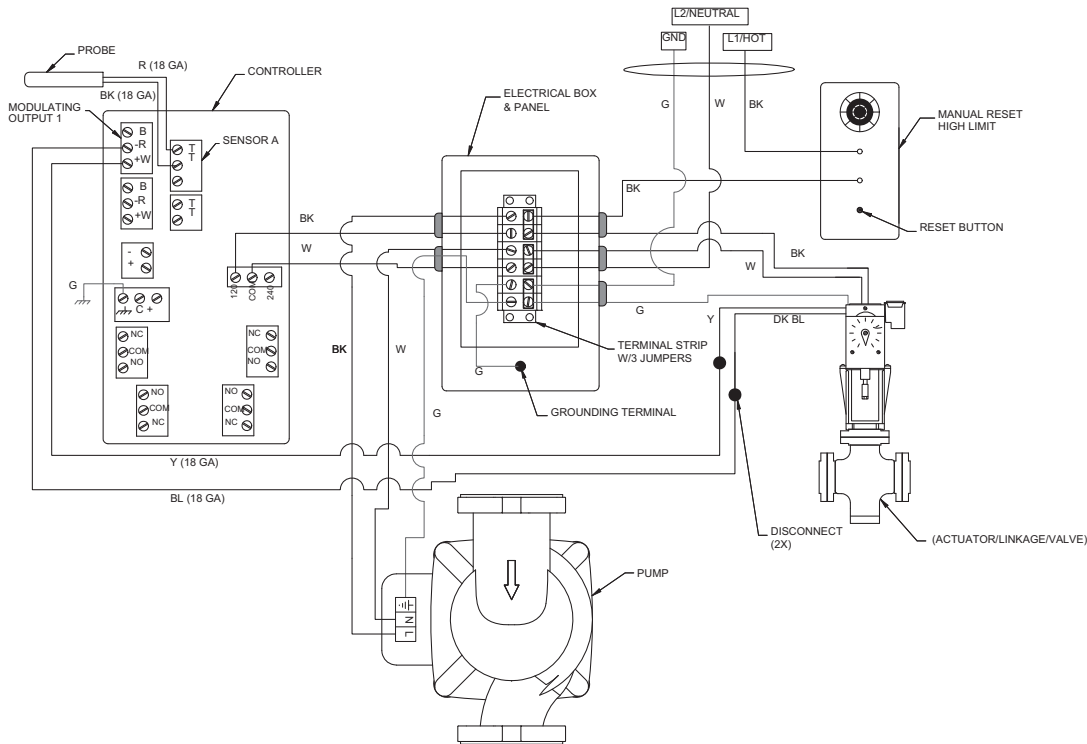 L2/NEUTRAL
GND
L1/HOT
PROBE
R (18 GA)
BK (18 GA)
CONTROLLER
MODULATING
OUTPUT 1
SENSOR A
B
-R
+W
T
T
B
-R
+W
T
T
-
+
G
C +
120
COM
240
NC
COM
NO
NC
COM
NO
NO
COM
NC
NO
COM
NC
ELECTRICAL BOX
& PANEL
G
W
BK
MANUAL RESET
HIGH LIMIT
RESET BUTTON
BK
BK
W
BK
W
G
Y
DK BL
BK
W
G
G
TERMINAL STRIP
W/3 JUMPERS
GROUNDING TERMINAL
Y (18 GA)
BL (18 GA)
DISCONNECT
(2X)
(ACTUATOR/LINKAGE/VALVE)
PUMP
N
L